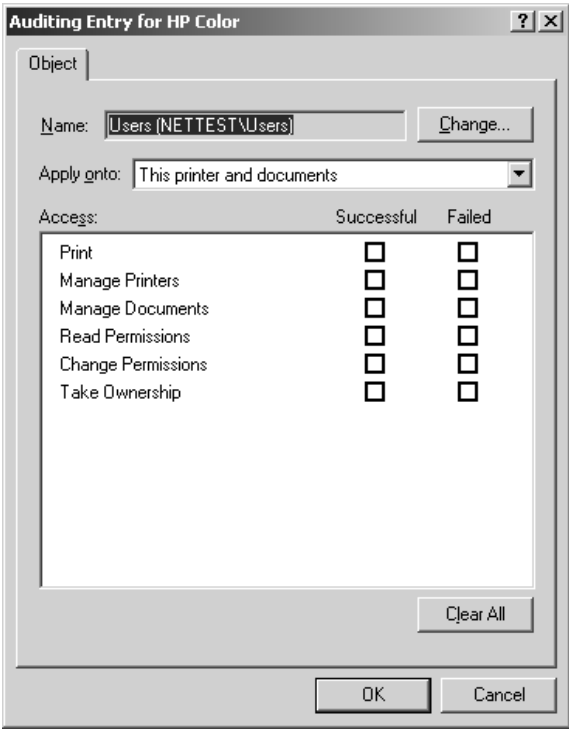 Auditing Entry for HP Color
Object
Name: Users (NETTEST\Users) Change...
Apply onto: This printer and documents
Access: Successful Failed
Print
Manage Printers
Manage Documents
Read Permissions
Change Permissions
Take Ownership
Clear All
OK Cancel